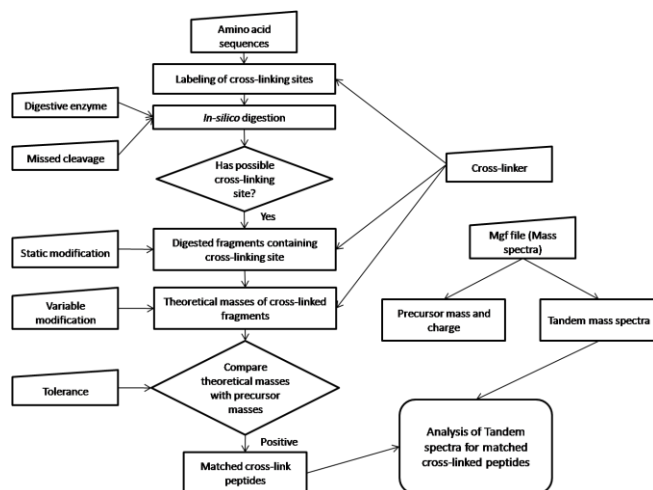 Amino acid
sequences
Labeling of cross-linking sites
Digestive enzyme
In-silico digestion
Missed cleavage
Has possible
cross-linking
site?
Cross-linker
Yes
Static modification
Digested fragments containing
cross-linking site
Mgf file (Mass
spectra)
Variable
modification
Theoretical masses of cross-linked
fragments
Precursor mass and
charge
Tandem mass spectra
Tolerance
Compare
theoretical masses
with precursor
masses
Positive
Matched cross-link
peptides
Analysis of Tandem
spectra for matched
cross-linked peptides